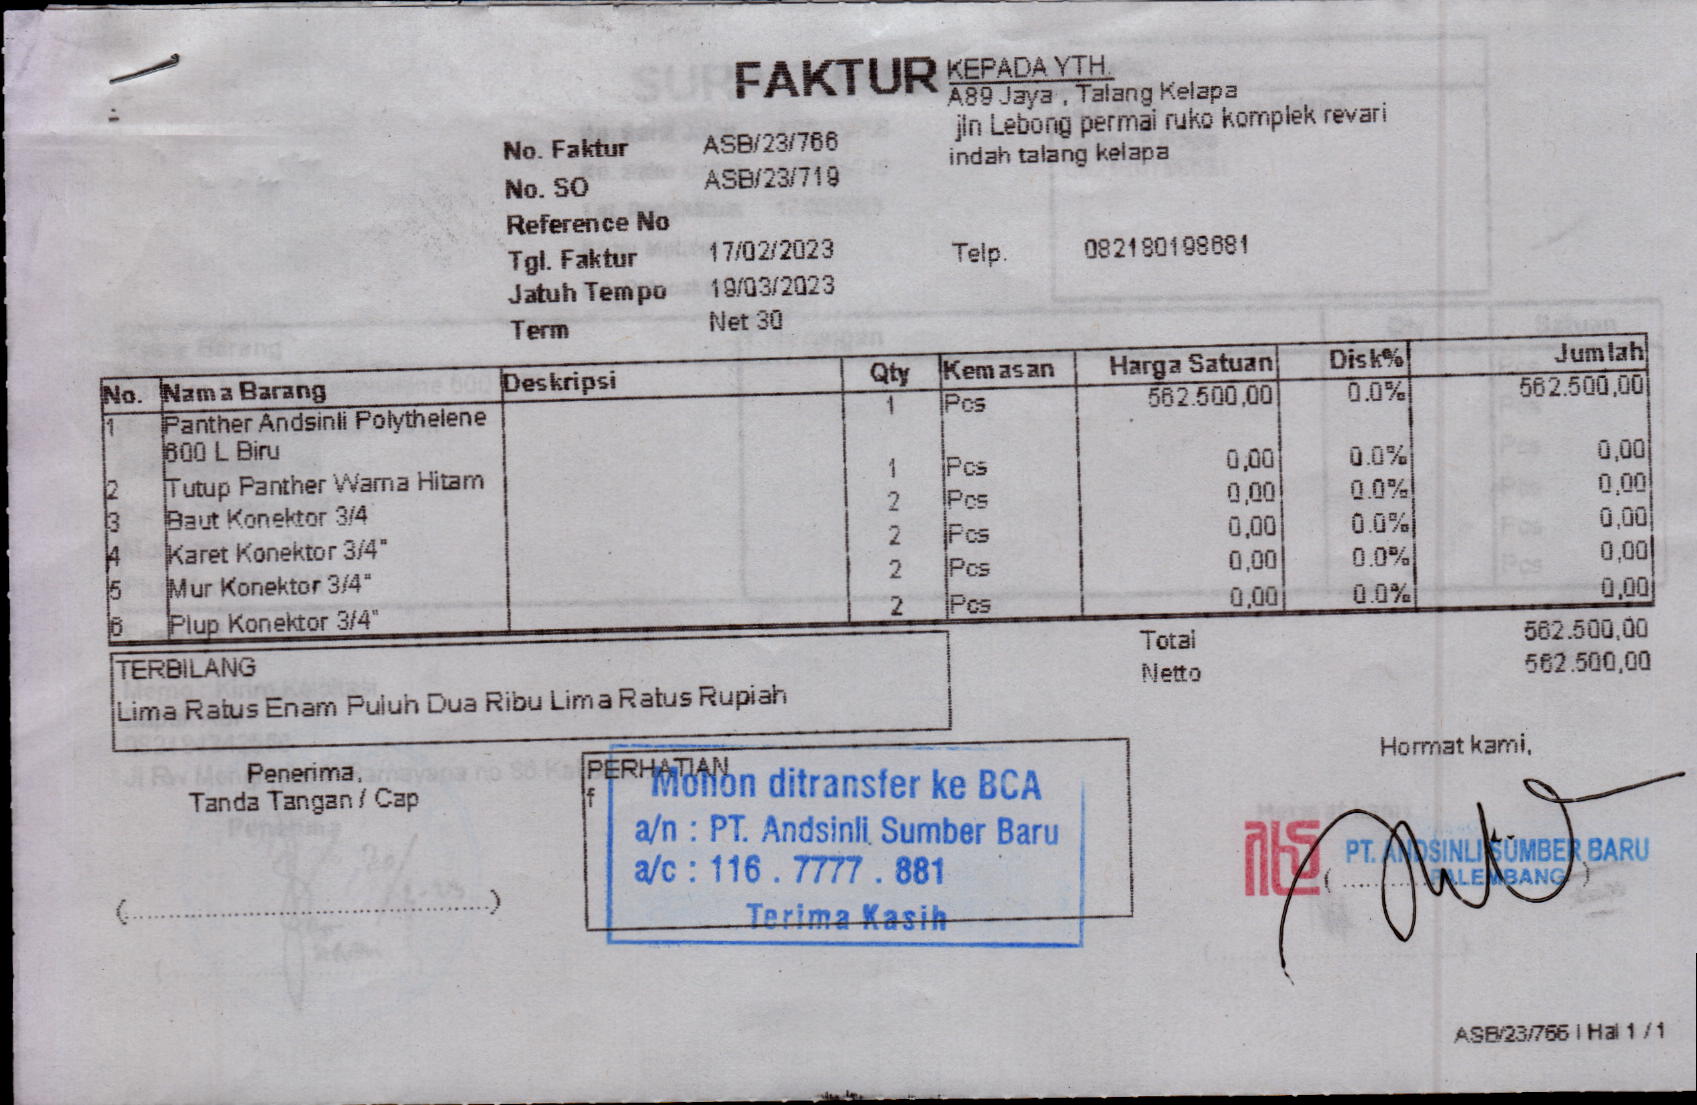 FAKTUR
KEPADA YTH.
A89 Jaya , Talang Kelapa
jln Lebong permai ruko komplek revari
indah talang kelapa
No. Faktur ASB/23/766
No. SO ASB/23/719
Reference No
Tgl. Faktur 17/02/2023
Telp. 082180198681
Jatuh Tempo 19/03/2023
Term Net 30
No. Nama Barang Deskripsi Qty Kemasan Harga Satuan Disk% Jumlah
1 Panther Andsinli Polythelene 1 Pcs 562.500,00 0.0% 562.500,00
600 L Biru
2 Tutup Panther Warna Hitam 1 Pcs 0,00 0.0% 0,00
3 Baut Konektor 3/4 2 Pcs 0,00 0.0% 0,00
4 Karet Konektor 3/4" 2 Pcs 0,00 0.0% 0,00
5 Mur Konektor 3/4" 2 Pcs 0,00 0.0% 0,00
6 Plup Konektor 3/4" 2 Pcs 0,00 0.0% 0,00
Total 562.500,00
Netto 562.500,00
TERBILANG
Lima Ratus Enam Puluh Dua Ribu Lima Ratus Rupiah
Penerima,
Tanda Tangan / Cap
(........................................................)
PERHATIAN
f
Mohon ditransfer ke BCA
a/n : PT. Andsinli Sumber Baru
a/c : 116 . 7777 . 881
Terima Kasih
Hormat kami,
PT. ANDSINLI SUMBER BARU
PALEMBANG
ASB/23/766 | Hal 1 / 1